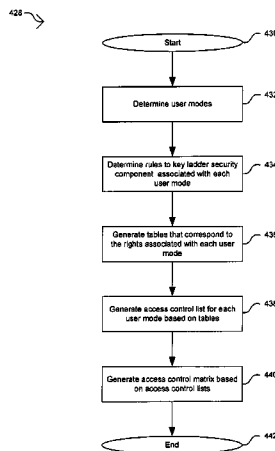 428
Start
430
Determine user modes
432
Determine rules to key ladder security
component associated with each
user mode
434
Generate tables that correspond to
the rights associated with each user
mode
435
Generate access control list for each
user mode based on tables
438
Generate access control matrix based
on access control lists
440
End
442